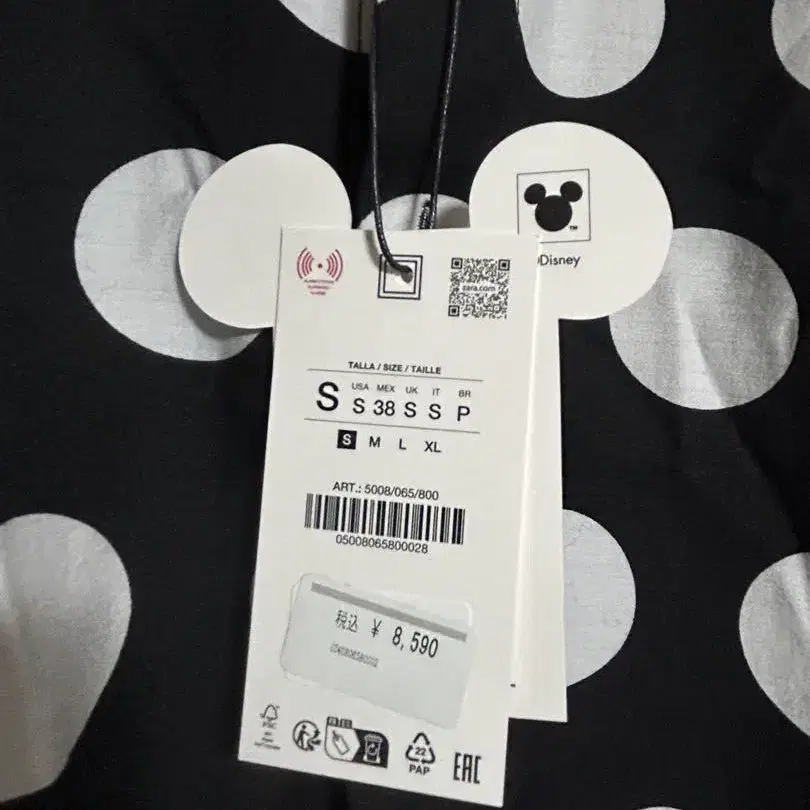 Disney
zara.com
TALLA / SIZE / TAILLE
USA MEX UK IT BR
S S 38 S S P
S M L XL
ART.: 5008/065/800
05008065800028
税込 ¥ 8,590
22
PAP
EAC